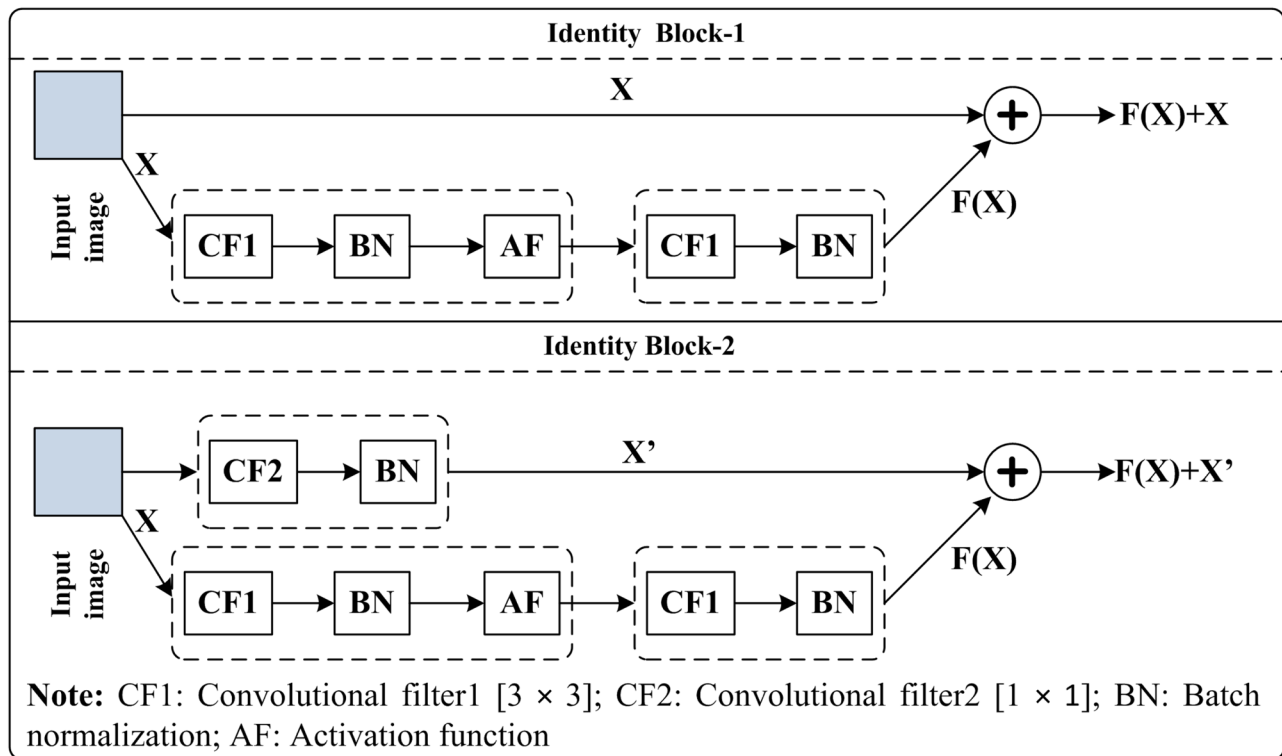 Identity Block-1
X
F(X)+X
X
Input
image
CF1
BN
AF
CF1
BN
F(X)
Identity Block-2
CF2
BN
X’
F(X)+X’
X
Input
image
CF1
BN
AF
CF1
BN
F(X)
Note: CF1: Convolutional filter1 [3 × 3]; CF2: Convolutional filter2 [1 × 1]; BN: Batch
normalization; AF: Activation function